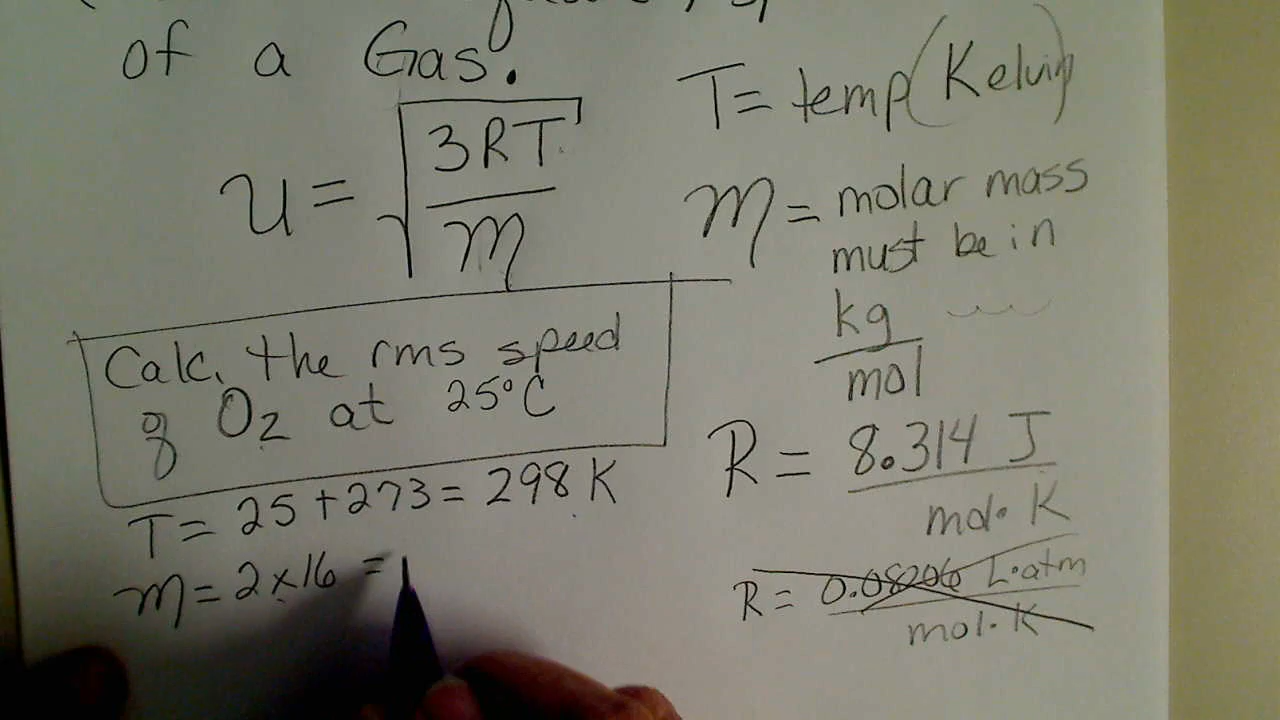 of a Gas.
u = √3RT
m
Calc. the rms speed
of O2 at 25°C
T = 25 + 273 = 298 K
m = 2 × 16 =
T = temp (Kelvin)
m = molar mass
must be in
kg
mol
R = 8.314 J
mol·K
R = 0.08206 L·atm
mol·K